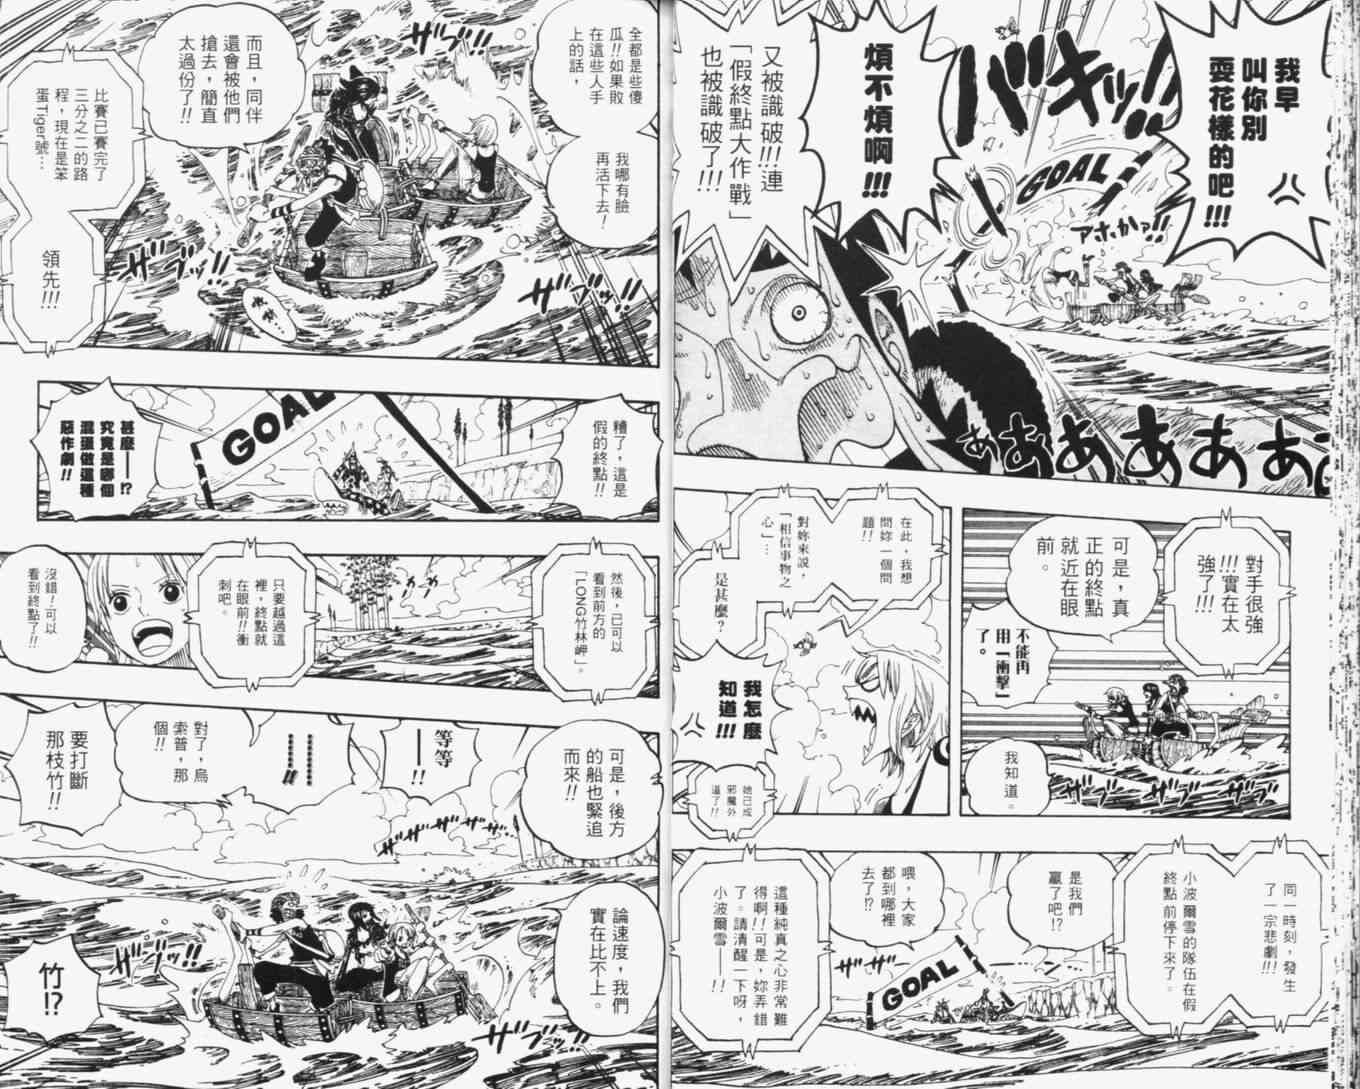 我早
叫你別
耍花樣的吧!!!
バキッ!!
GOAL
アホかっ!!
煩不煩啊!!!
又被識破!!!連
「假終點大作戰」
也被識破了!!!
ああああああ
對手很強
!!!實在太
強了!!!
可是，真
正的終點
就近在眼
前。
不能再
用「衝擊」
了。
我知道。
ザブザブッ
在此，我想
問妳一個問
題!!
對妳來説，
「相信事物之
心」…
是甚麼?
我怎麼
知道!!!
她已成
邪魔外
道了!!
同一時刻，發生
了一宗悲劇!!!
小波爾雪的隊伍在假
終點前停下來了。
是我們
贏了吧!?
喂，大家
都到哪裡
去了!?
這種純真之心非常難
得啊!!可是，妳弄錯
了。請清醒一下呀，
小波爾雪——!!
ザザッ
GOAL
全都是些傻
瓜!!如果敗
在這些人手
上的話，
我哪有臉
再活下去!
ザブッ!!
而且，同伴
還會被他們
搶去，簡直
太過份了!!
比賽已賽完了
三分之二的路
程，現在是笨
蛋Tiger號…
領先!!!
ザブッ!!
ザザブッ!!
糟了，這是
假的終點!!
GOAL
甚麼——!?
究竟是哪個
混蛋做這種
惡作劇!!
然後，已可以
看到前方的
「LONG竹林岬」。
只要越過這
裡，終點就
在眼前!!衝
刺吧。
沒錯!可以
看到終點了!!
可是，後方
的船也緊追
而來!!
等等
——!!
…………!!
對了，烏
索普，那
個!!
要打斷
那枝竹!!
ザザザザッ
論速度，我們
實在比不上。
竹!?
ザザザッ!!